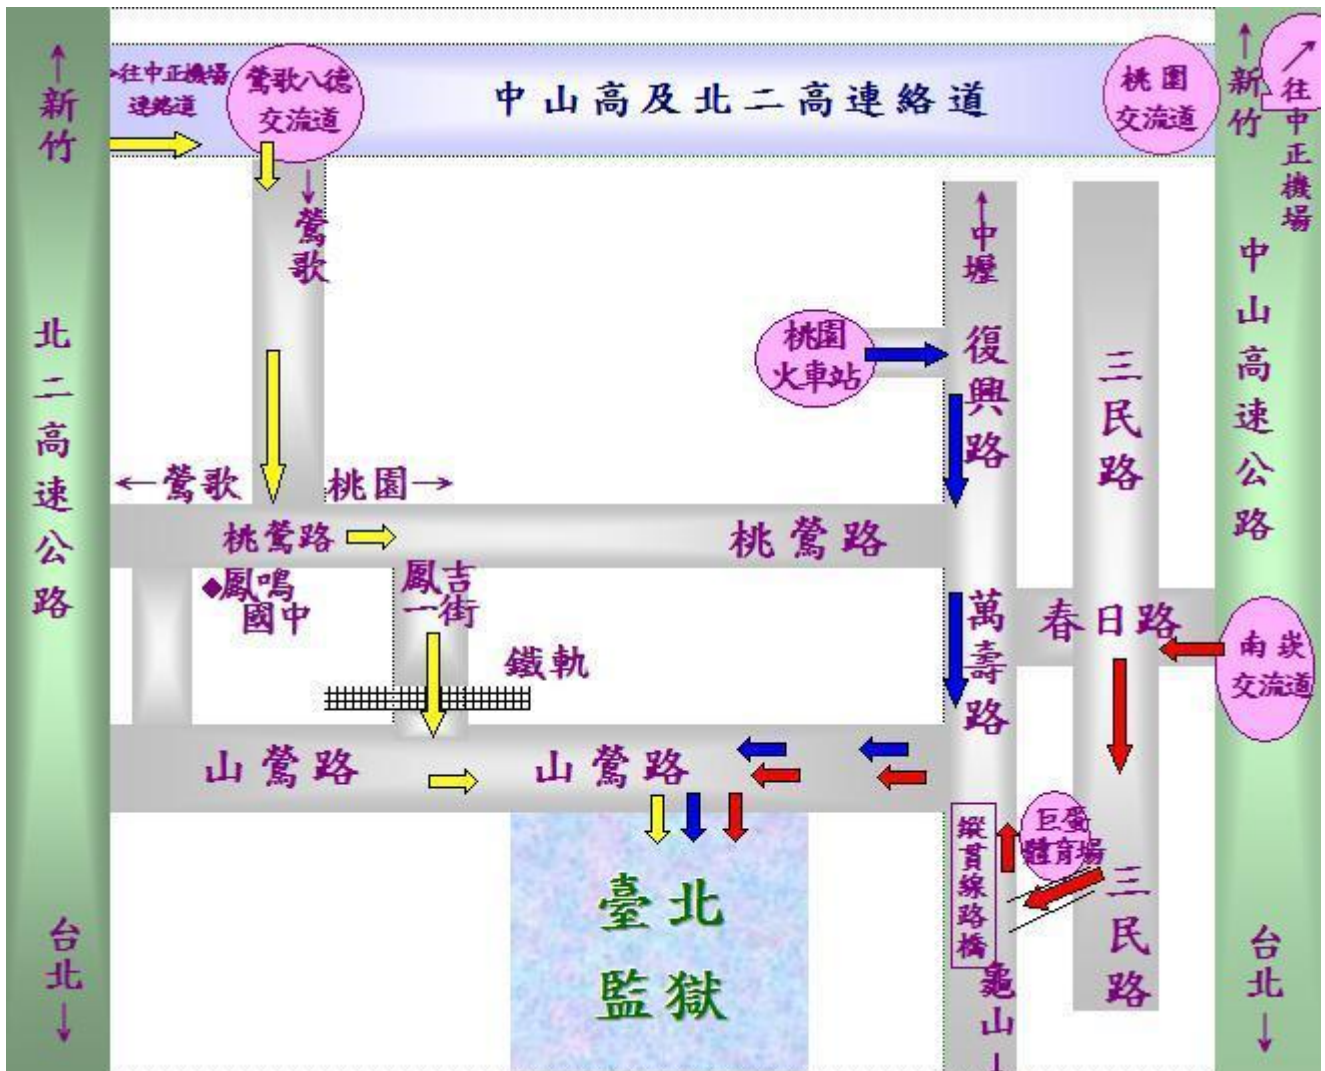 ←新竹
北二高速公路
台北→
→往中正機場
連絡道
鶯歌八德
交流道
中山高及北二高連絡道
桃園
交流道
←新竹
↗往中正機場
中山高速公路
台北→
→鶯歌
←中壢
復興路
三民路
桃園
火車站
←鶯歌
桃園→
桃鶯路
桃鶯路
◆鳳鳴
國中
鳳吉
一街
鐵軌
萬壽路
春日路
南崁
交流道
山鶯路
山鶯路
縱貫線路橋
巨蛋
體育場
三民路
龜山
臺北
監獄